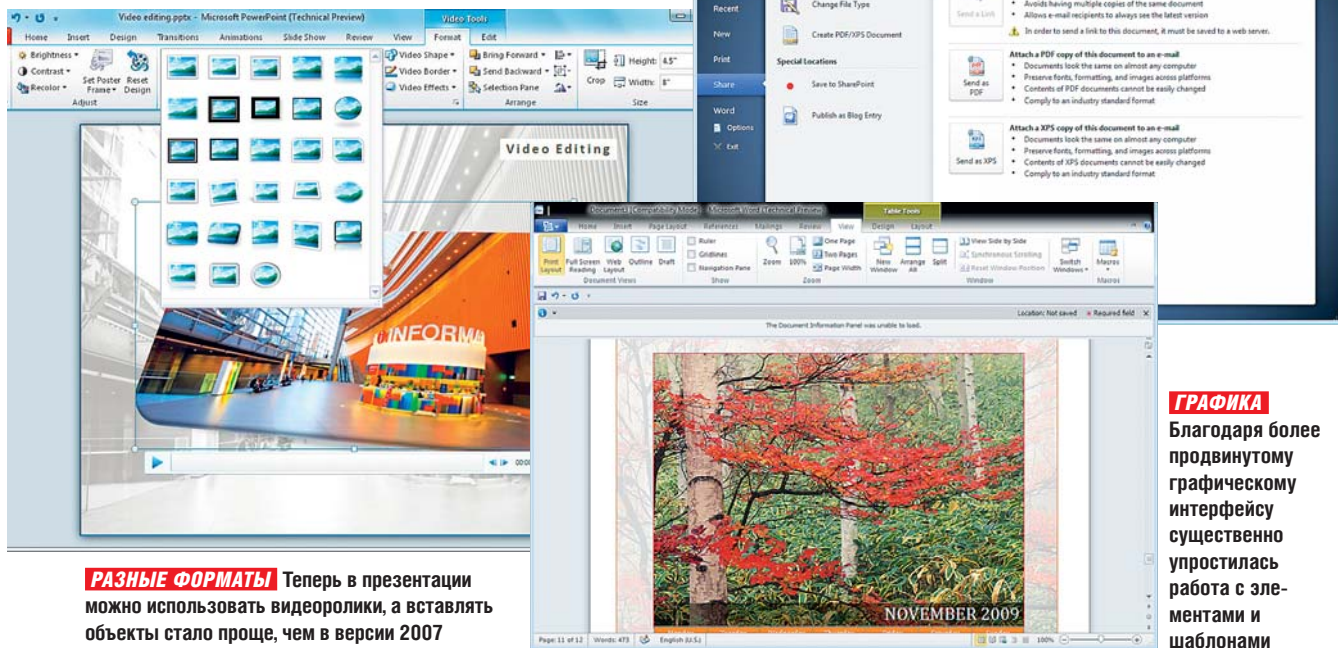 Video editing.pptx - Microsoft PowerPoint (Technical Preview)
Video Tools
Home Insert Design Transitions Animations Slide Show Review View Format Edit
Brightness
Contrast
Recolor
Set Poster Frame
Reset Design
Adjust
Video Shape
Video Border
Video Effects
Bring Forward
Send Backward
Selection Pane
Arrange
Crop
Height: 4.5"
Width: 8"
Size
Video Editing
INFORMA
00:0
Recent
New
Print
Share
Word
Options
Exit
Change File Type
Create PDF/XPS Document
Special Locations
Save to SharePoint
Publish as Blog Entry
Send a Link
• Avoids having multiple copies of the same document
• Allows e-mail recipients to always see the latest version
In order to send a link to this document, it must be saved to a web server.
Send as PDF
Attach a PDF copy of this document to an e-mail
• Documents look the same on almost any computer
• Preserve fonts, formatting, and images across platforms
• Contents of PDF documents cannot be easily changed
• Comply to an industry standard format
Send as XPS
Attach a XPS copy of this document to an e-mail
• Documents look the same on almost any computer
• Preserve fonts, formatting, and images across platforms
• Contents of XPS documents cannot be easily changed
• Comply to an industry standard format
Document3 [Compatibility Mode] - Microsoft Word (Technical Preview)
Table Tools
Home Insert Page Layout References Mailings Review View Design Layout
Print Layout
Full Screen Reading
Web Layout
Outline
Draft
Document Views
Ruler
Gridlines
Navigation Pane
Show
Zoom
100%
One Page
Two Pages
Page Width
Zoom
New Window
Arrange All
Split
View Side by Side
Synchronous Scrolling
Reset Window Position
Window
Switch Windows
Macros
Macros
Location: Not saved
Required field
The Document Information Panel was unable to load.
NOVEMBER 2009
Page: 11 of 12 Words: 473 English (U.S.)
100%
РАЗНЫЕ ФОРМАТЫ Теперь в презентации
можно использовать видеоролики, а вставлять
объекты стало проще, чем в версии 2007
ГРАФИКА
Благодаря более
продвинутому
графическому
интерфейсу
существенно
упростилась
работа с эле-
ментами и
шаблонами